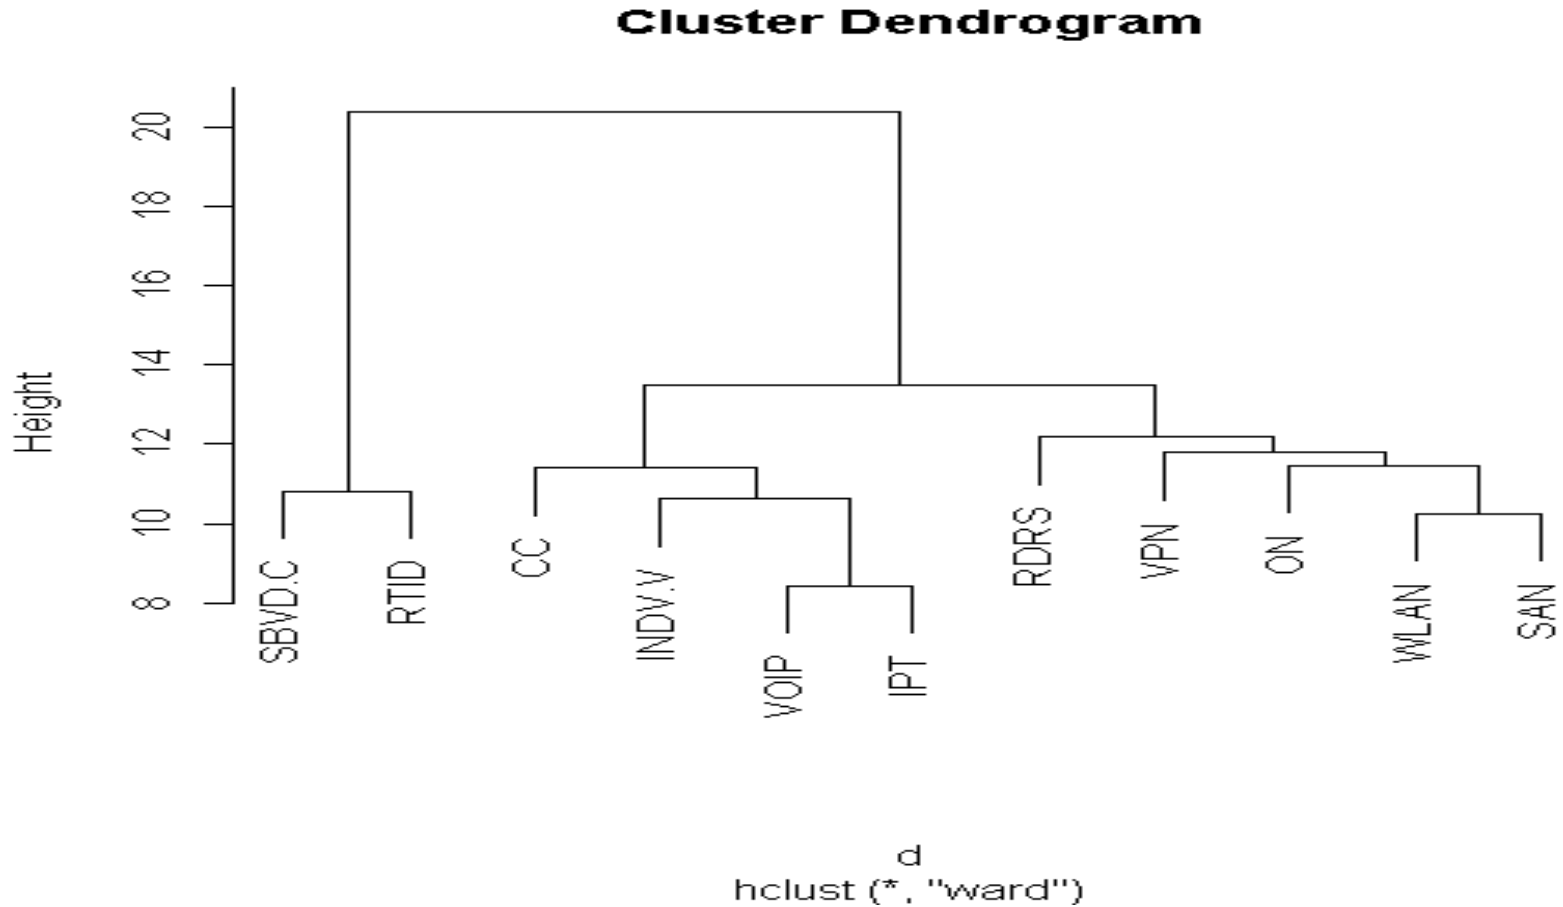 Cluster Dendrogram
Height
20
18
16
14
12
10
8
SBVD.C
RTID
CC
INDV.V
VOIP
IPT
RDRS
VPN
ON
WLAN
SAN
d
hclust (*, "ward")